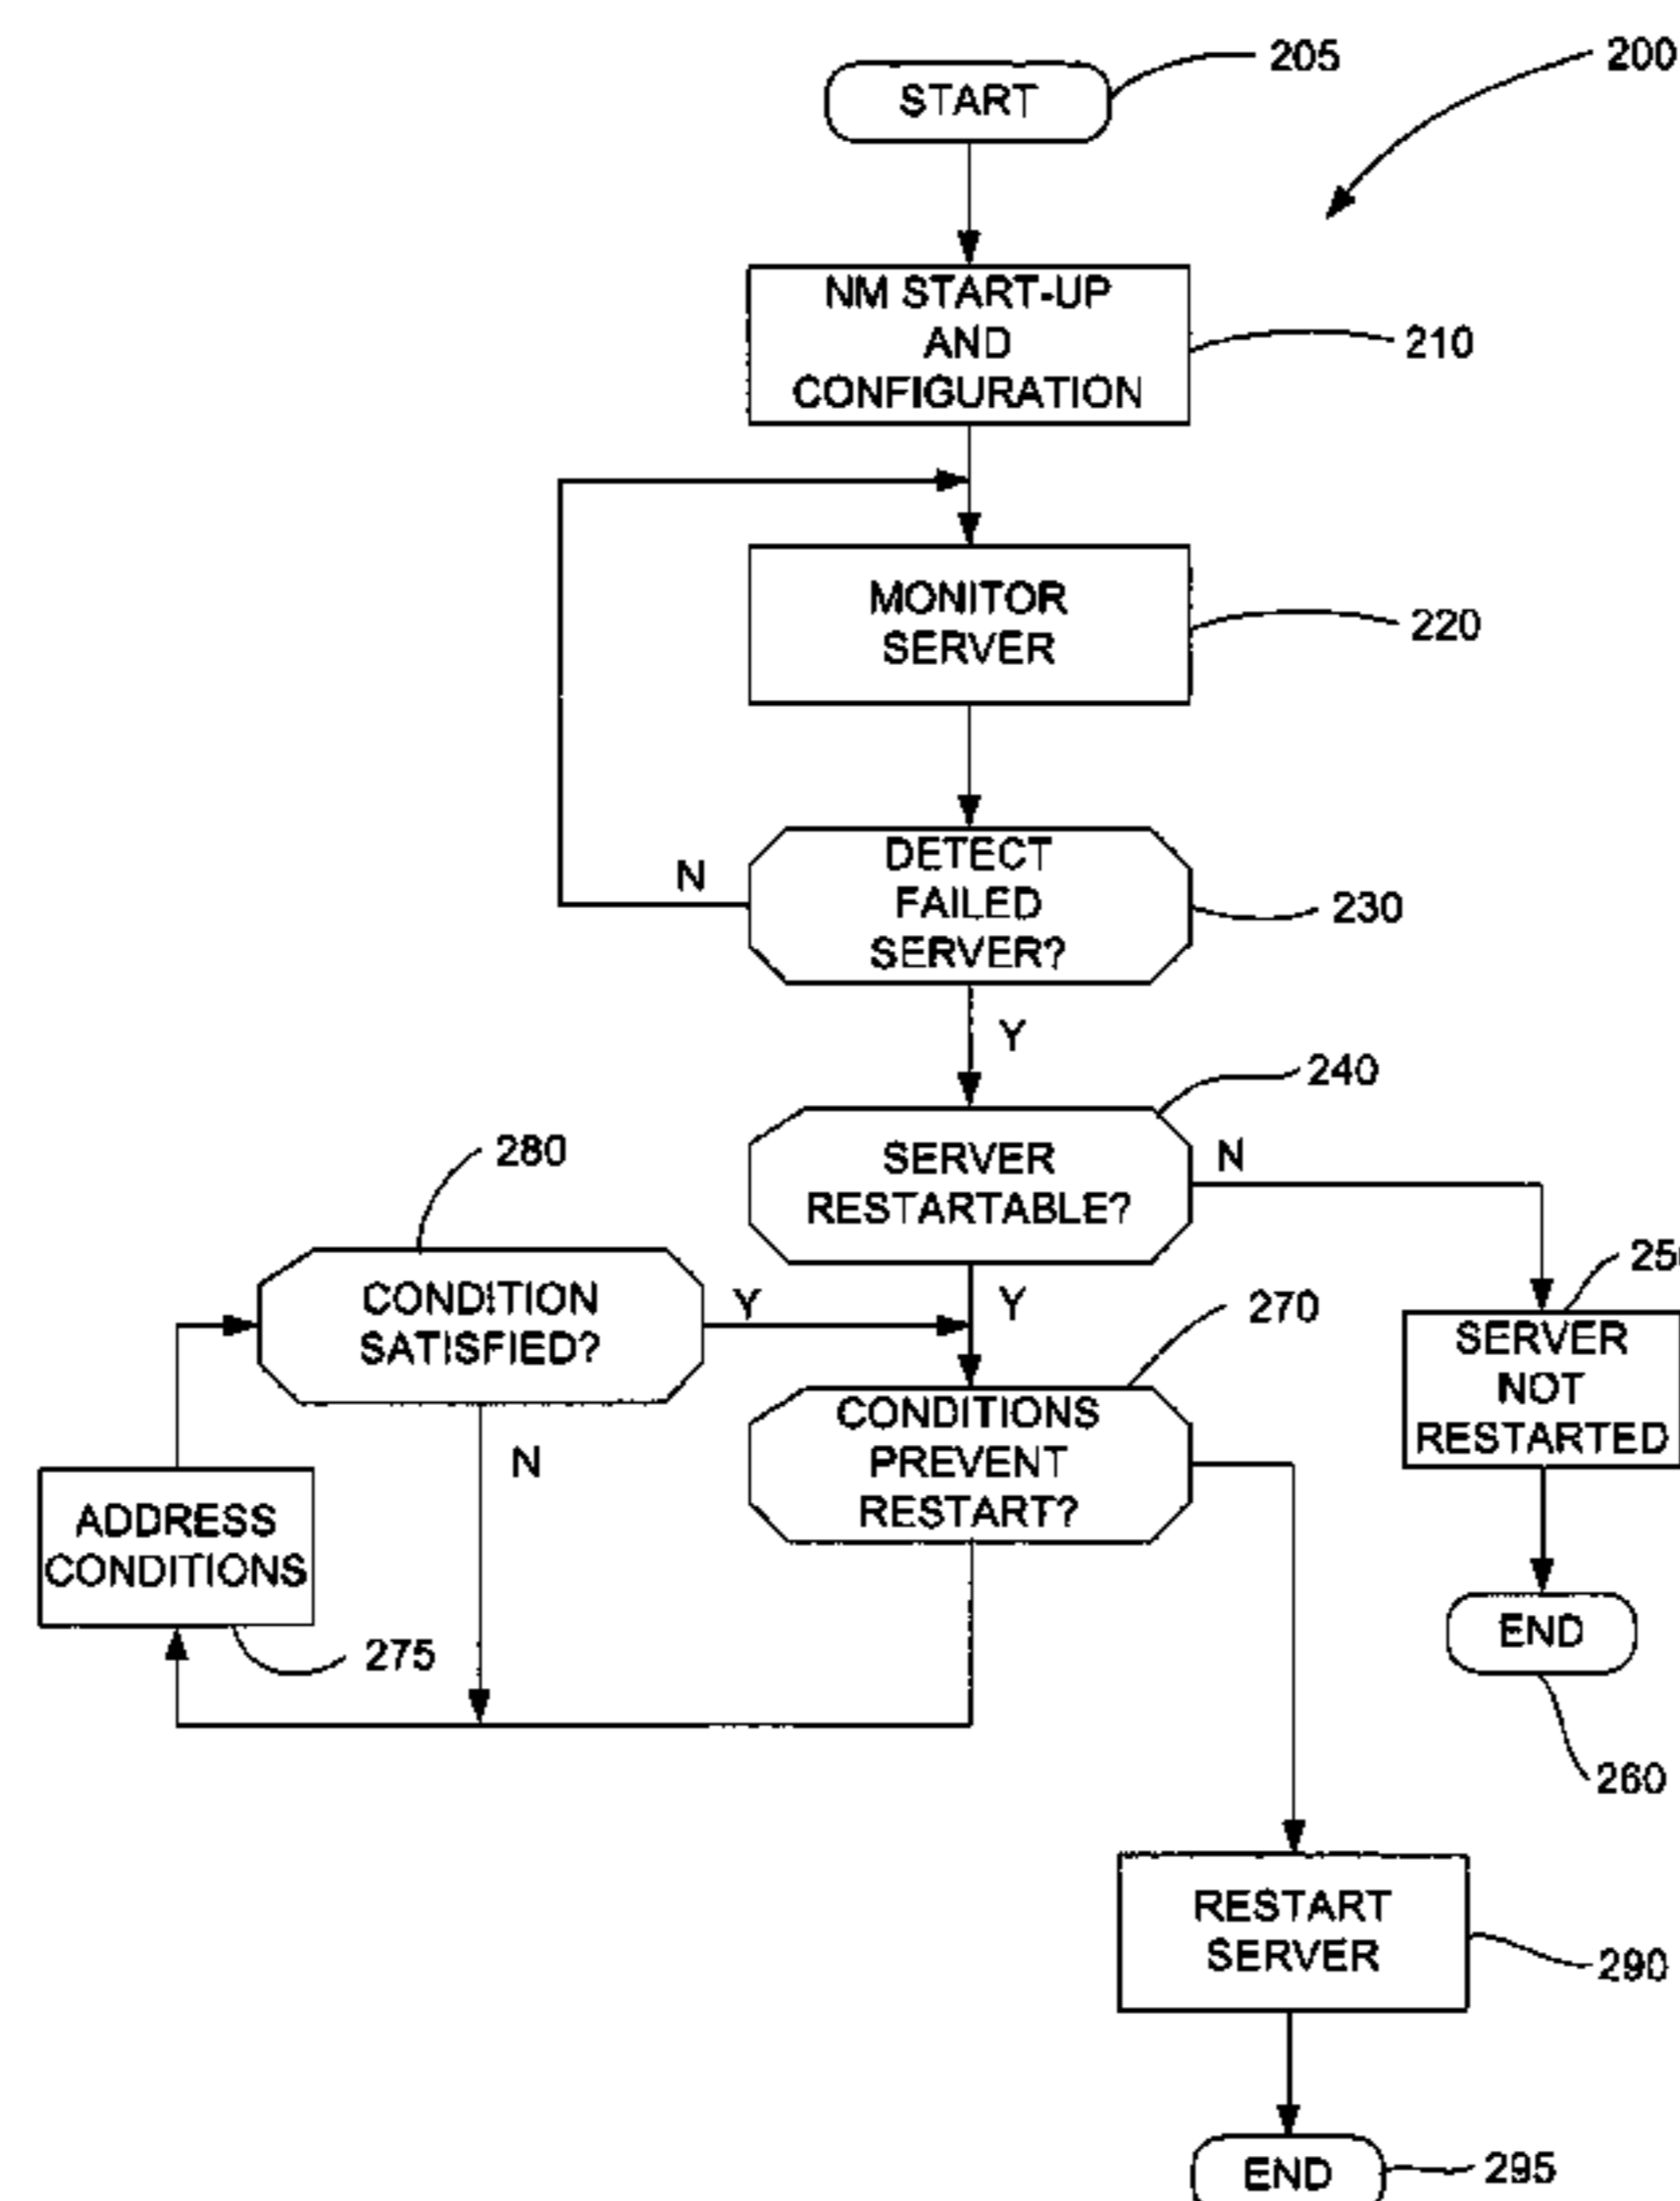 205
200
START
NM START-UP
AND
CONFIGURATION
210
MONITOR
SERVER
220
DETECT
FAILED
SERVER?
N
230
Y
240
SERVER
RESTARTABLE?
N
280
CONDITION
SATISFIED?
Y
Y
270
SERVER
NOT
RESTARTED
CONDITIONS
PREVENT
RESTART?
N
ADDRESS
CONDITIONS
275
END
260
RESTART
SERVER
290
END
295